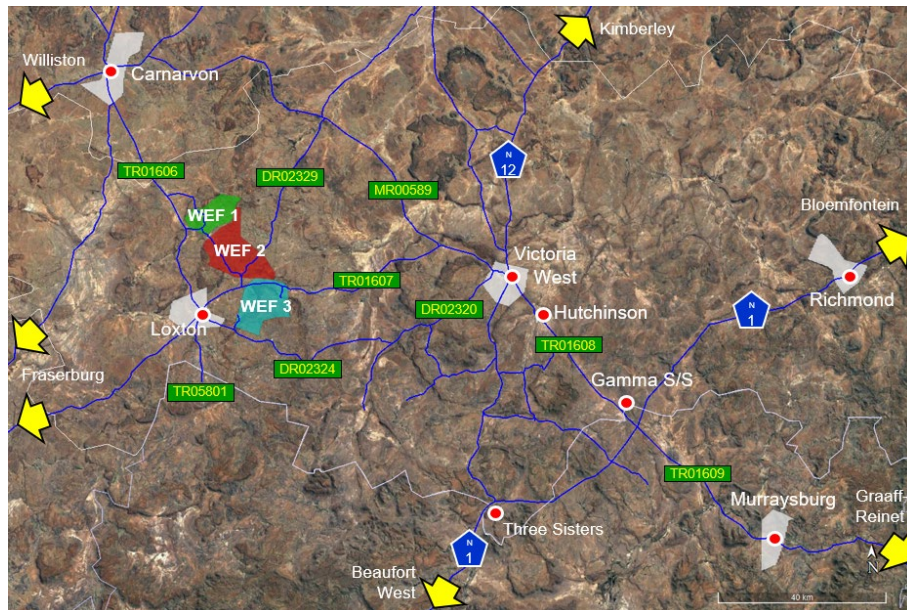 Williston
Carnarvon
Kimberley
TR01606
DR02329
N
12
MR00589
WEF 1
Bloemfontein
WEF 2
Victoria
West
TR01607
Richmond
WEF 3
DR02320
Hutchinson
N
1
Loxton
TR01608
DR02324
Fraserburg
TR05801
Gamma S/S
TR01609
Murraysburg
Graaff-
Reinet
Three Sisters
N
1
Beaufort
West
N
40 km